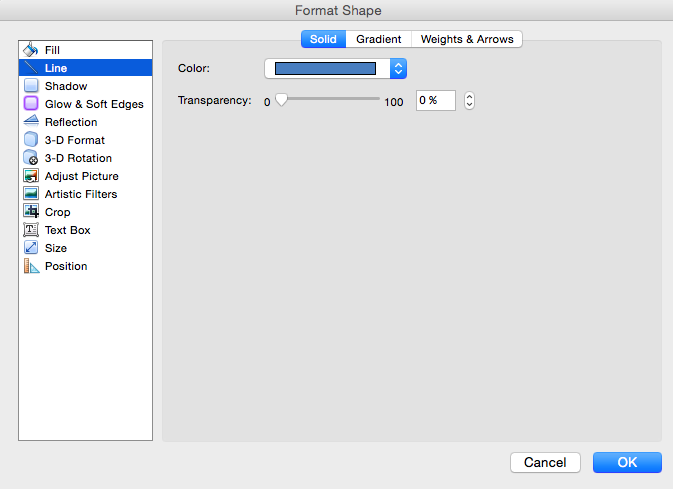 Format Shape
Fill
Line
Shadow
Glow & Soft Edges
Reflection
3-D Format
3-D Rotation
Adjust Picture
Artistic Filters
Crop
Text Box
Size
Position
Solid Gradient Weights & Arrows
Color:
Transparency: 0 100 0 %
Cancel OK